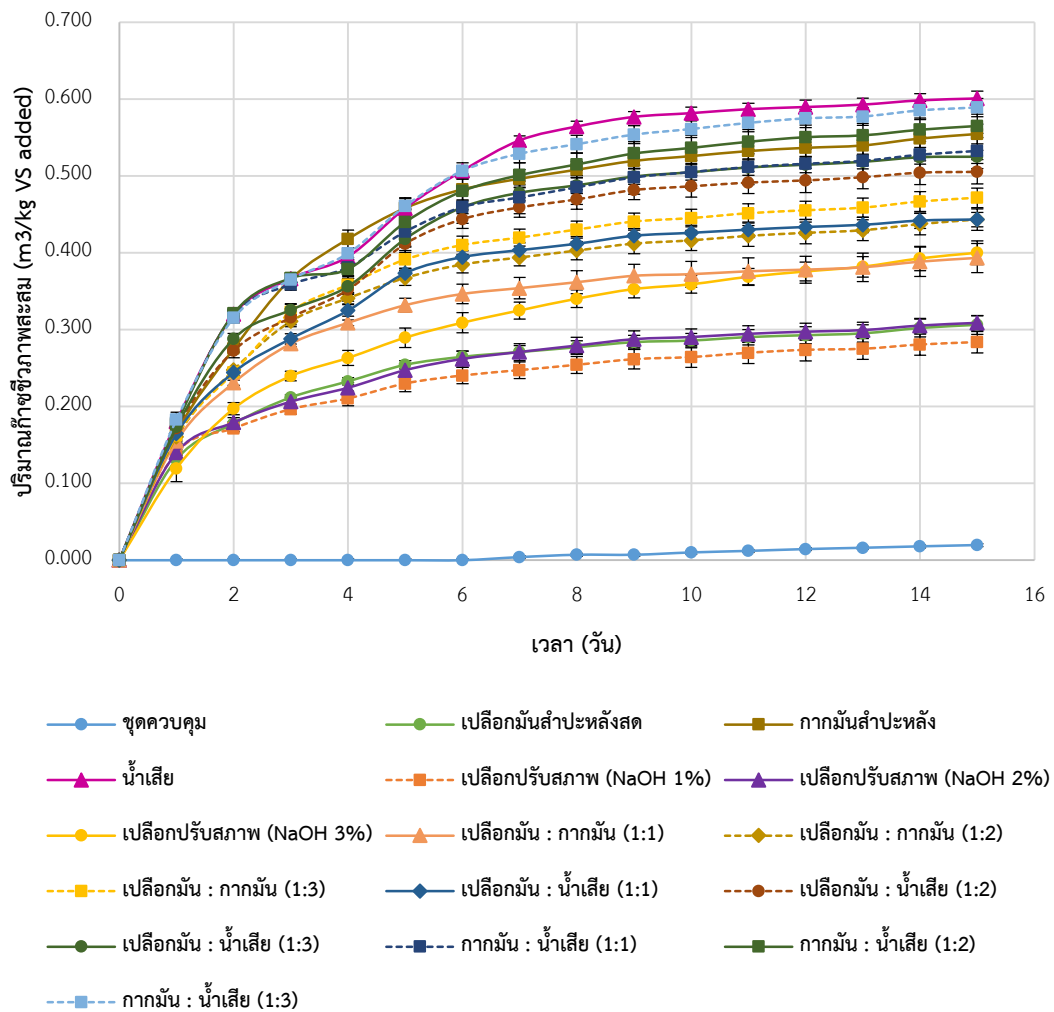 0.700
0.600
0.500
0.400
0.300
0.200
0.100
0.000
ปริมาณก๊าซชีวภาพสะสม (m3/kg VS added)
0 2 4 6 8 10 12 14 16
เวลา (วัน)
ชุดควบคุม เปลือกมันสำปะหลังสด กากมันสำปะหลัง
น้ำเสีย เปลือกปรับสภาพ (NaOH 1%) เปลือกปรับสภาพ (NaOH 2%)
เปลือกปรับสภาพ (NaOH 3%) เปลือกมัน : กากมัน (1:1) เปลือกมัน : กากมัน (1:2)
เปลือกมัน : กากมัน (1:3) เปลือกมัน : น้ำเสีย (1:1) เปลือกมัน : น้ำเสีย (1:2)
เปลือกมัน : น้ำเสีย (1:3) กากมัน : น้ำเสีย (1:1) กากมัน : น้ำเสีย (1:2)
กากมัน : น้ำเสีย (1:3)